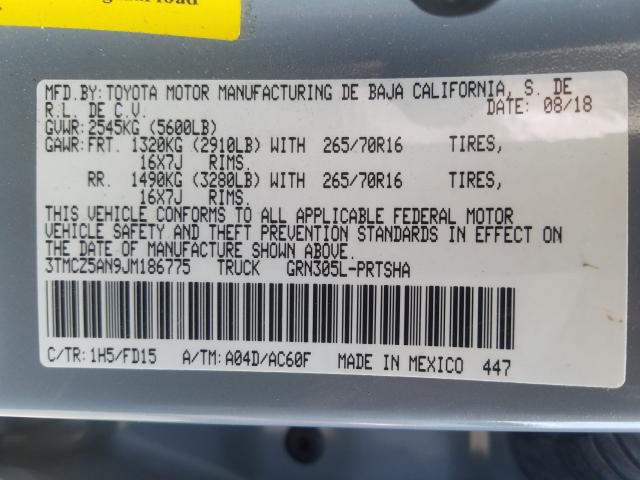 road
MFD.BY:TOYOTA MOTOR MANUFACTURING DE BAJA CALIFORNIA, S. DE
R.L. DE C.V. DATE: 08/18
GVWR:2545KG (5600LB)
GAWR:FRT. 1320KG (2910LB) WITH 265/70R16 TIRES,
16X7J RIMS.
RR. 1490KG (3280LB) WITH 265/70R16 TIRES,
16X7J RIMS.
THIS VEHICLE CONFORMS TO ALL APPLICABLE FEDERAL MOTOR
VEHICLE SAFETY AND THEFT PREVENTION STANDARDS IN EFFECT ON
THE DATE OF MANUFACTURE SHOWN ABOVE.
3TMCZ5AN9JM186775 TRUCK GRN305L-PRTSHA
C/TR:1H5/FD15 A/TM:A04D/AC60F MADE IN MEXICO 447